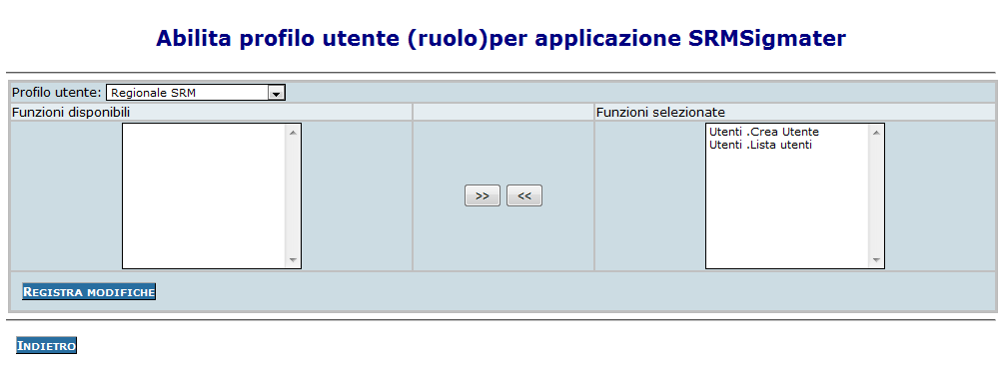 Abilita profilo utente (ruolo)per applicazione SRMSigmater
Profilo utente: Regionale SRM
Funzioni disponibili
Funzioni selezionate
Utenti .Crea Utente
Utenti .Lista utenti
>> <<
REGISTRA MODIFICHE
INDIETRO